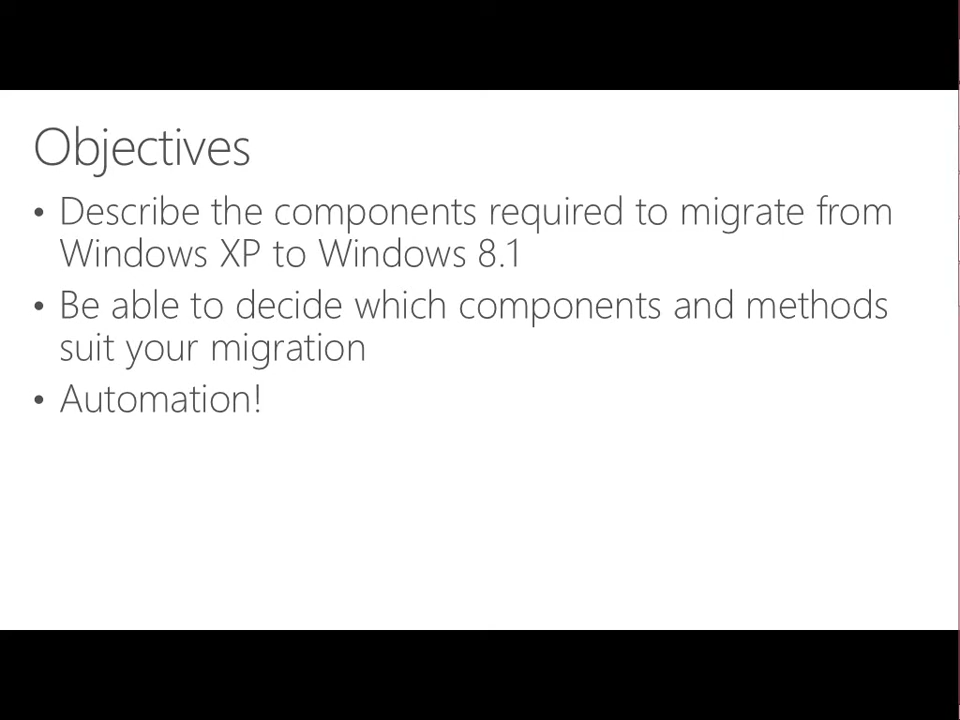 Objectives
• Describe the components required to migrate from
Windows XP to Windows 8.1
• Be able to decide which components and methods
suit your migration
• Automation!